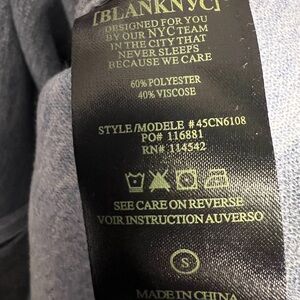 [BLANKNYC]
DESIGNED FOR YOU
BY OUR NYC TEAM
IN THE CITY THAT
NEVER SLEEPS
BECAUSE WE CARE
60% POLYESTER
40% VISCOSE
STYLE/MODELE #45CN6108
PO# 116881
RN# 114542
SEE CARE ON REVERSE
VOIR INSTRUCTION AUVERSO
S
MADE IN CHINA